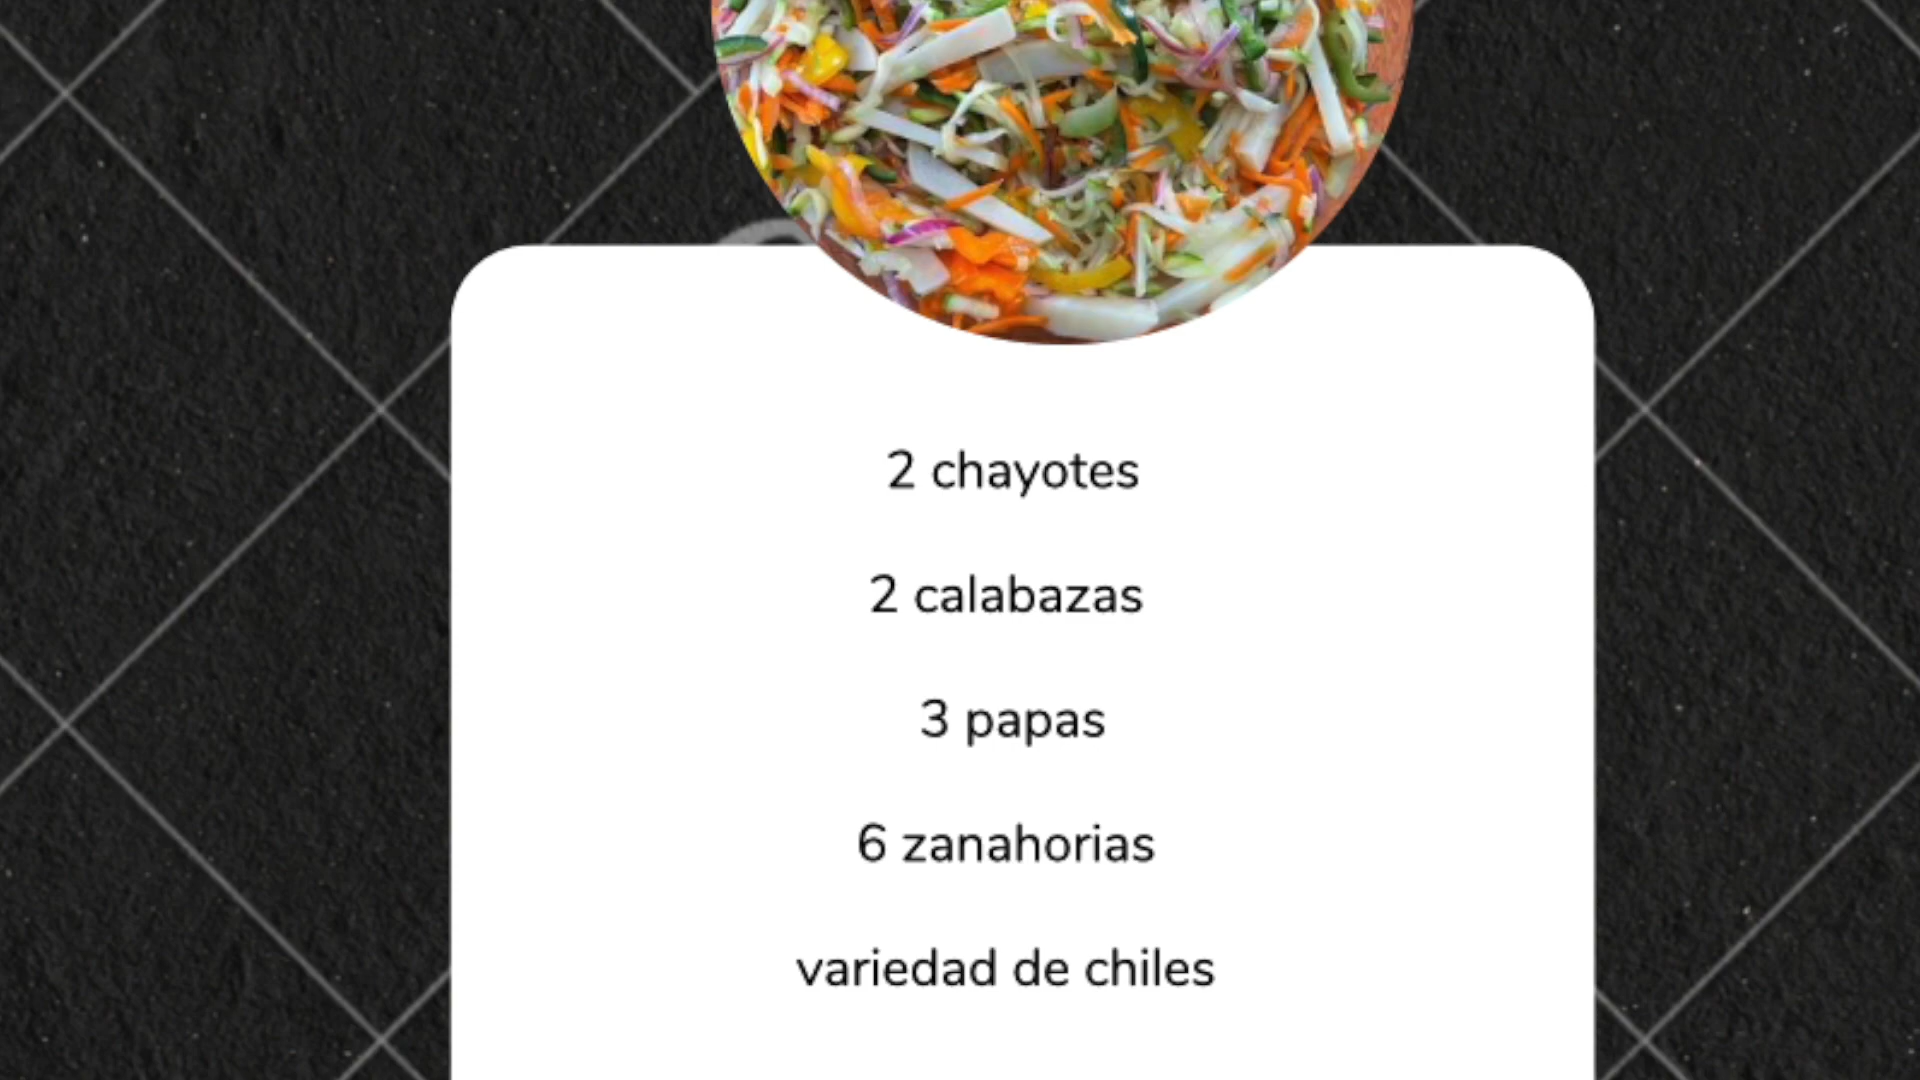 2 chayotes
2 calabazas
3 papas
6 zanahorias
variedad de chiles